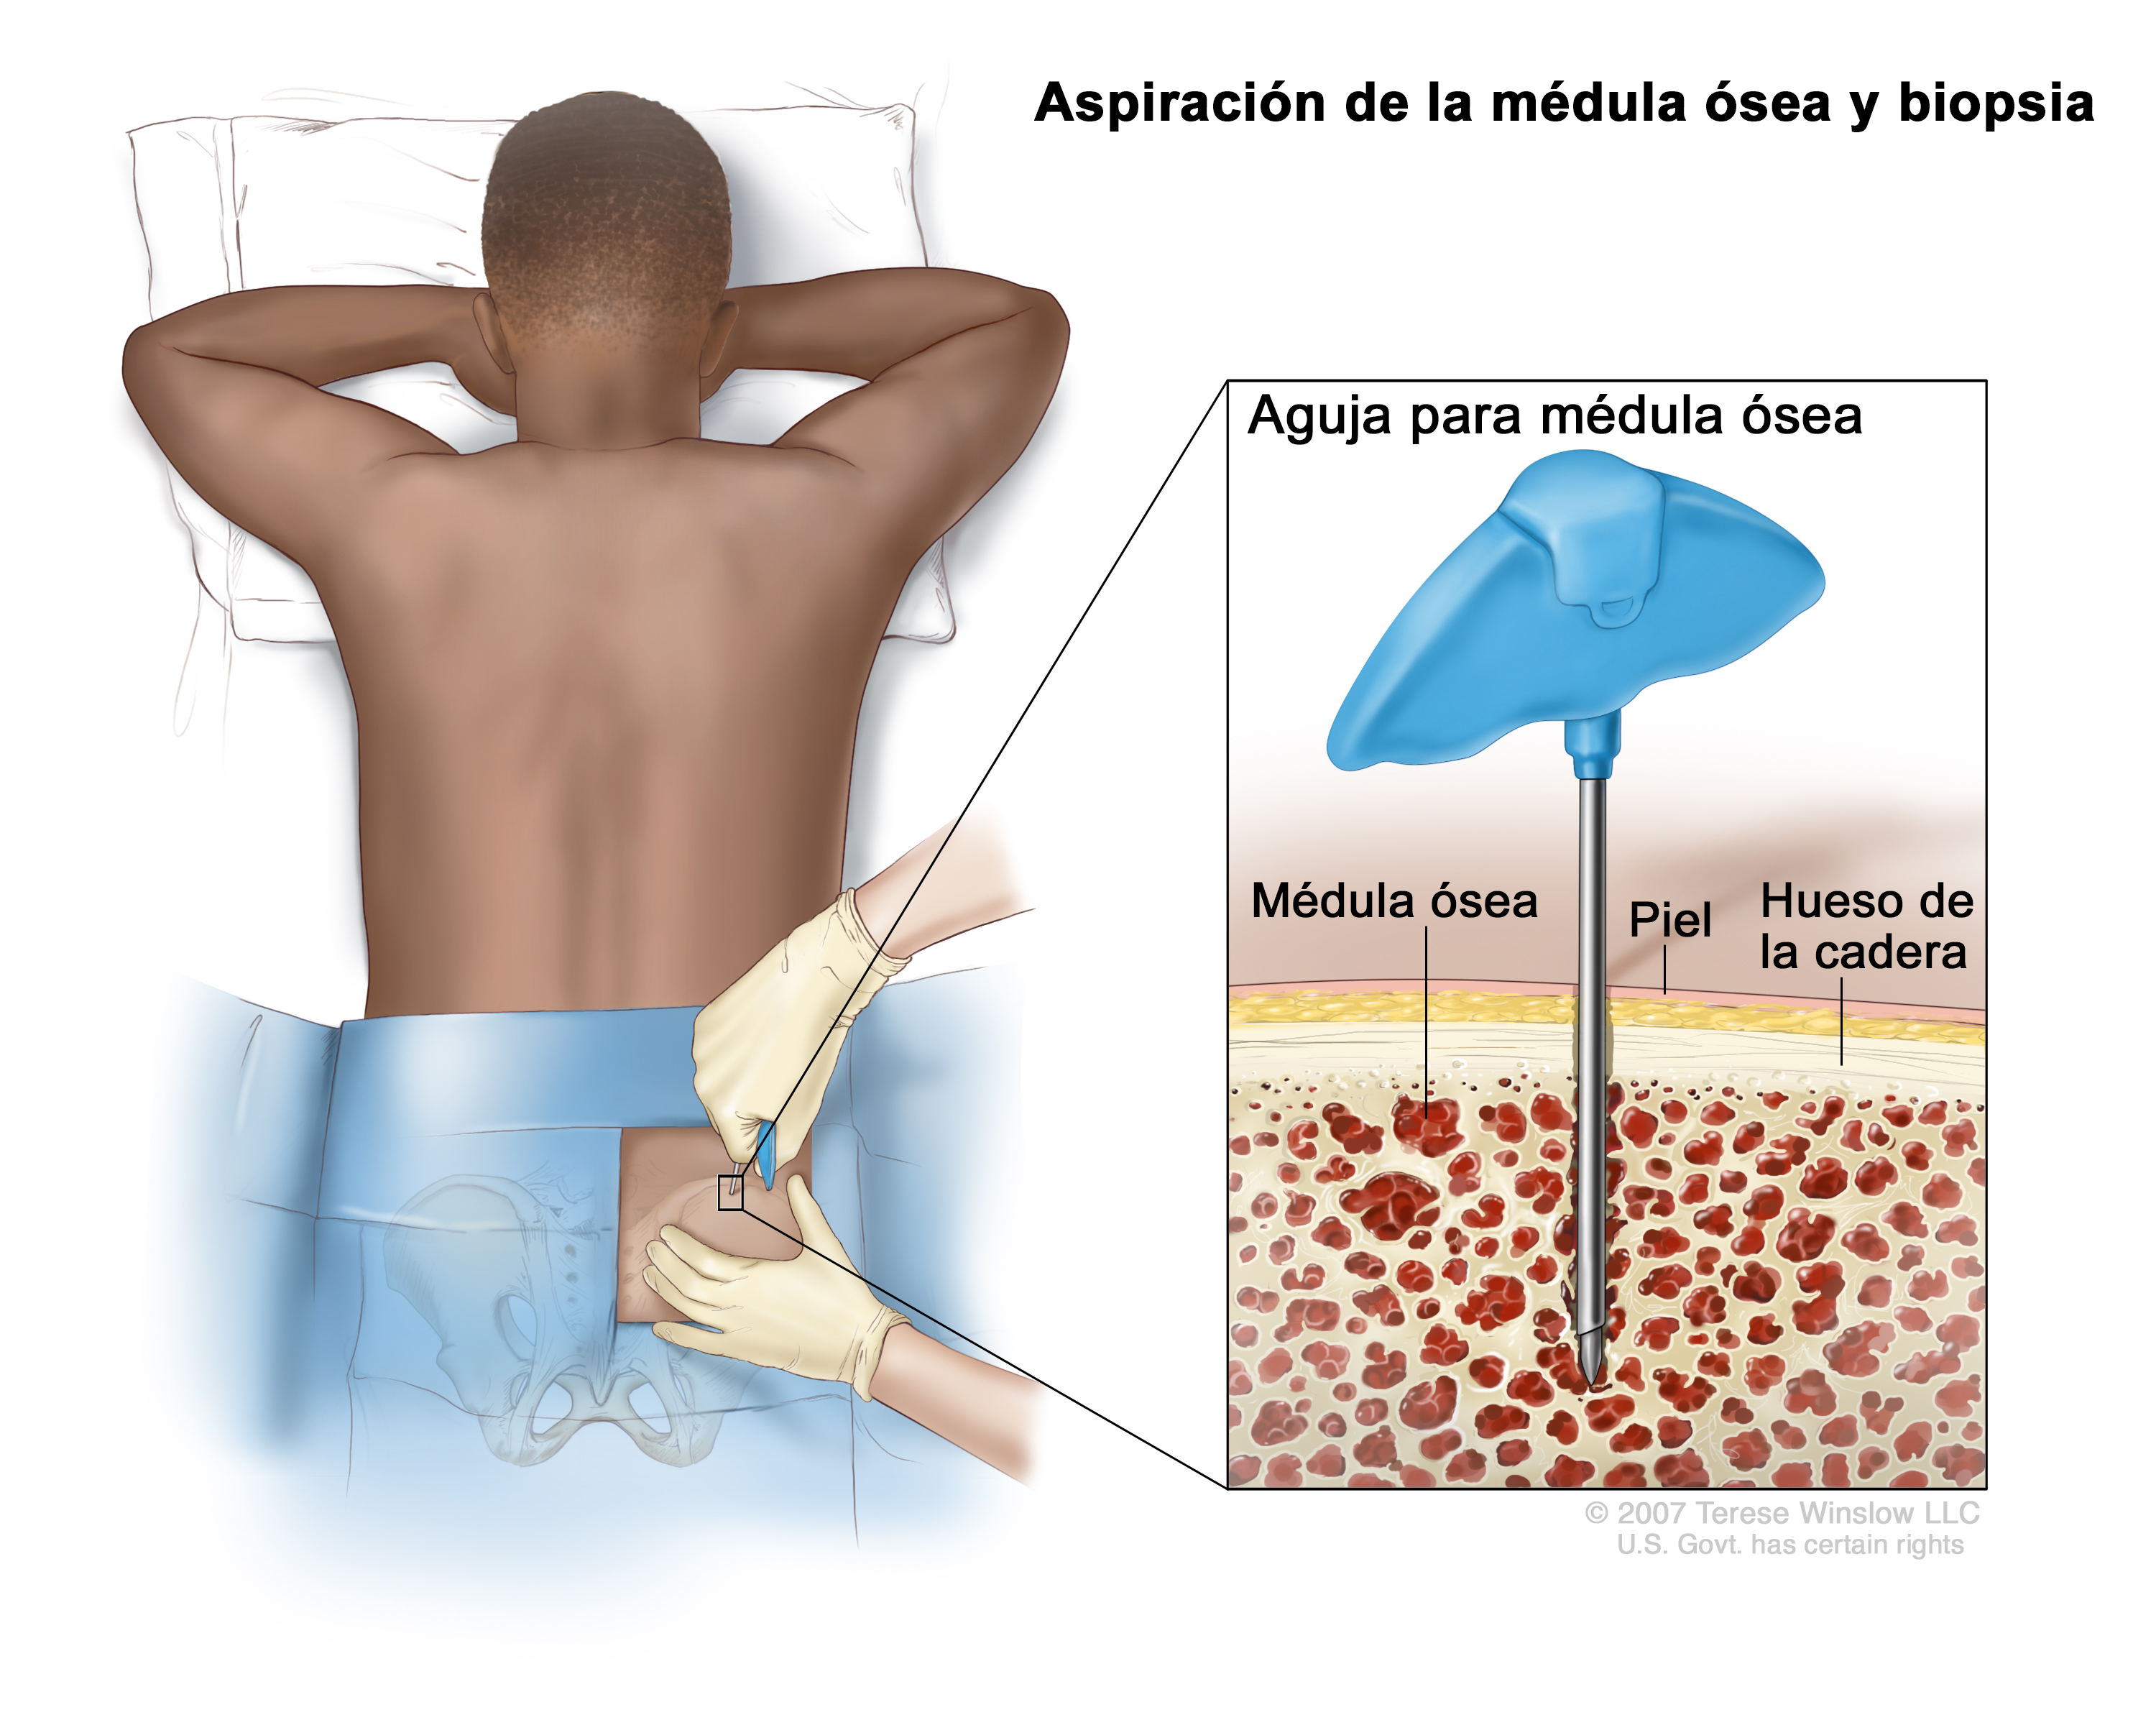 Aspiración de la médula ósea y biopsia
Aguja para médula ósea
Médula ósea
Piel
Hueso de
la cadera
© 2007 Terese Winslow LLC
U.S. Govt. has certain rights